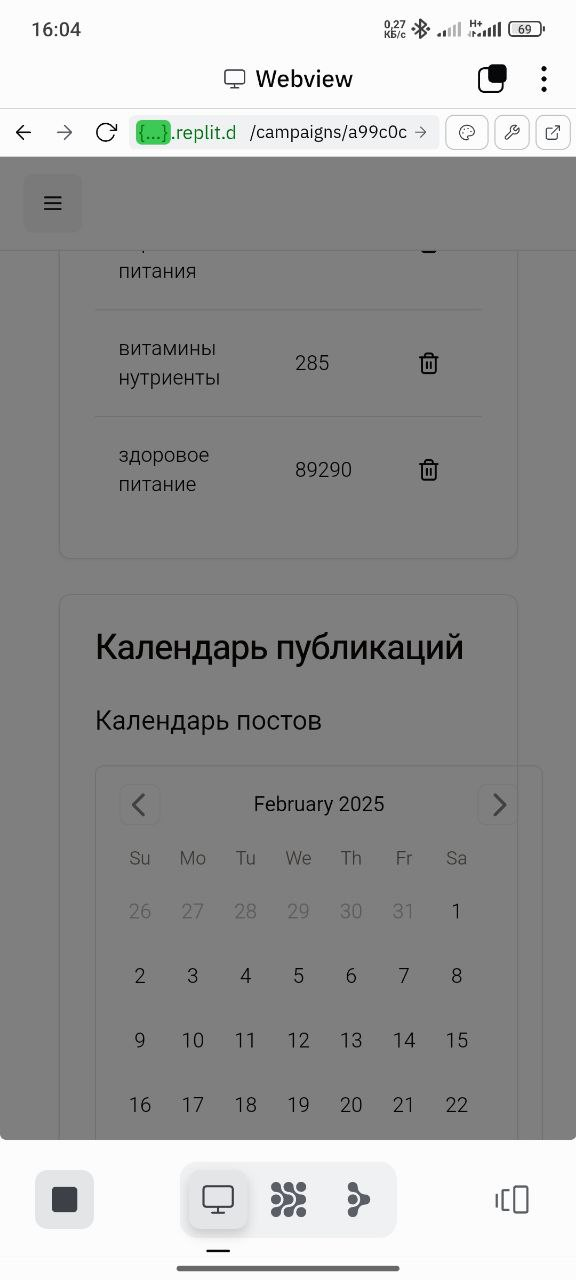 16:04
0,27
КБ/с
H+
69
Webview
{...}.replit.d /campaigns/a99c0c
питания
витамины
нутриенты
285
здоровое
питание
89290
Календарь публикаций
Календарь постов
February 2025
Su Mo Tu We Th Fr Sa
26 27 28 29 30 31 1
2 3 4 5 6 7 8
9 10 11 12 13 14 15
16 17 18 19 20 21 22